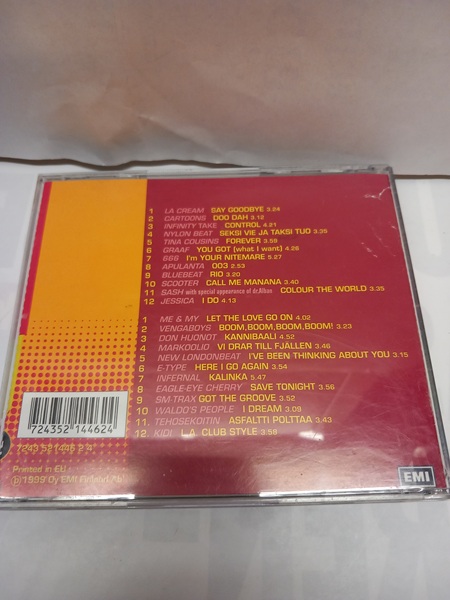 1 LA CREAM SAY GOODBYE 3.24
2 CARTOONS DOO DAH 3.12
3 INFINITY TAKE CONTROL 4.21
4 NYLON BEAT SEKSI VIE JA TAKSI TUO 3.35
5 TINA COUSINS FOREVER 3.59
6 GRAAF YOU GOT (what I want) 4.28
7 666 I'm YOUR NITEMARE 5.27
8 APULANTA 003 2.53
9 BLUEBEAT RIO 3.20
10 SCOOTER CALL ME MANANA 3.40
11 SASH with special appearance of dr.Alban COLOUR THE WORLD 3.35
12 JESSICA I DO 4.13
1 ME & MY LET THE LOVE GO ON 4.02
2 VENGABOYS BOOM,BOOM,BOOM,BOOM! 3.23
3 DON HUONOT KANNIBAALI 4.52
4 MARKOOLIO VI DRAR TILL FJÄLLEN 3.46
5 NEW LONDONBEAT I'VE BEEN THINKING ABOUT YOU 3.15
6 E-TYPE HERE I GO AGAIN 3.54
7 INFERNAL KALINKA 5.47
8 EAGLE-EYE CHERRY SAVE TONIGHT 3.56
9 SM-TRAX GOT THE GROOVE 3.52
10 WALDO'S PEOPLE I DREAM 3.09
11 TEHOSEKOITIN ASFALTTI POLTTAA 3.43
12 KIDI L.A. CLUB STYLE 3.58
724352 144624
7243 521446 2 4
Printed in EU
℗ 1999 Oy EMI
EMI